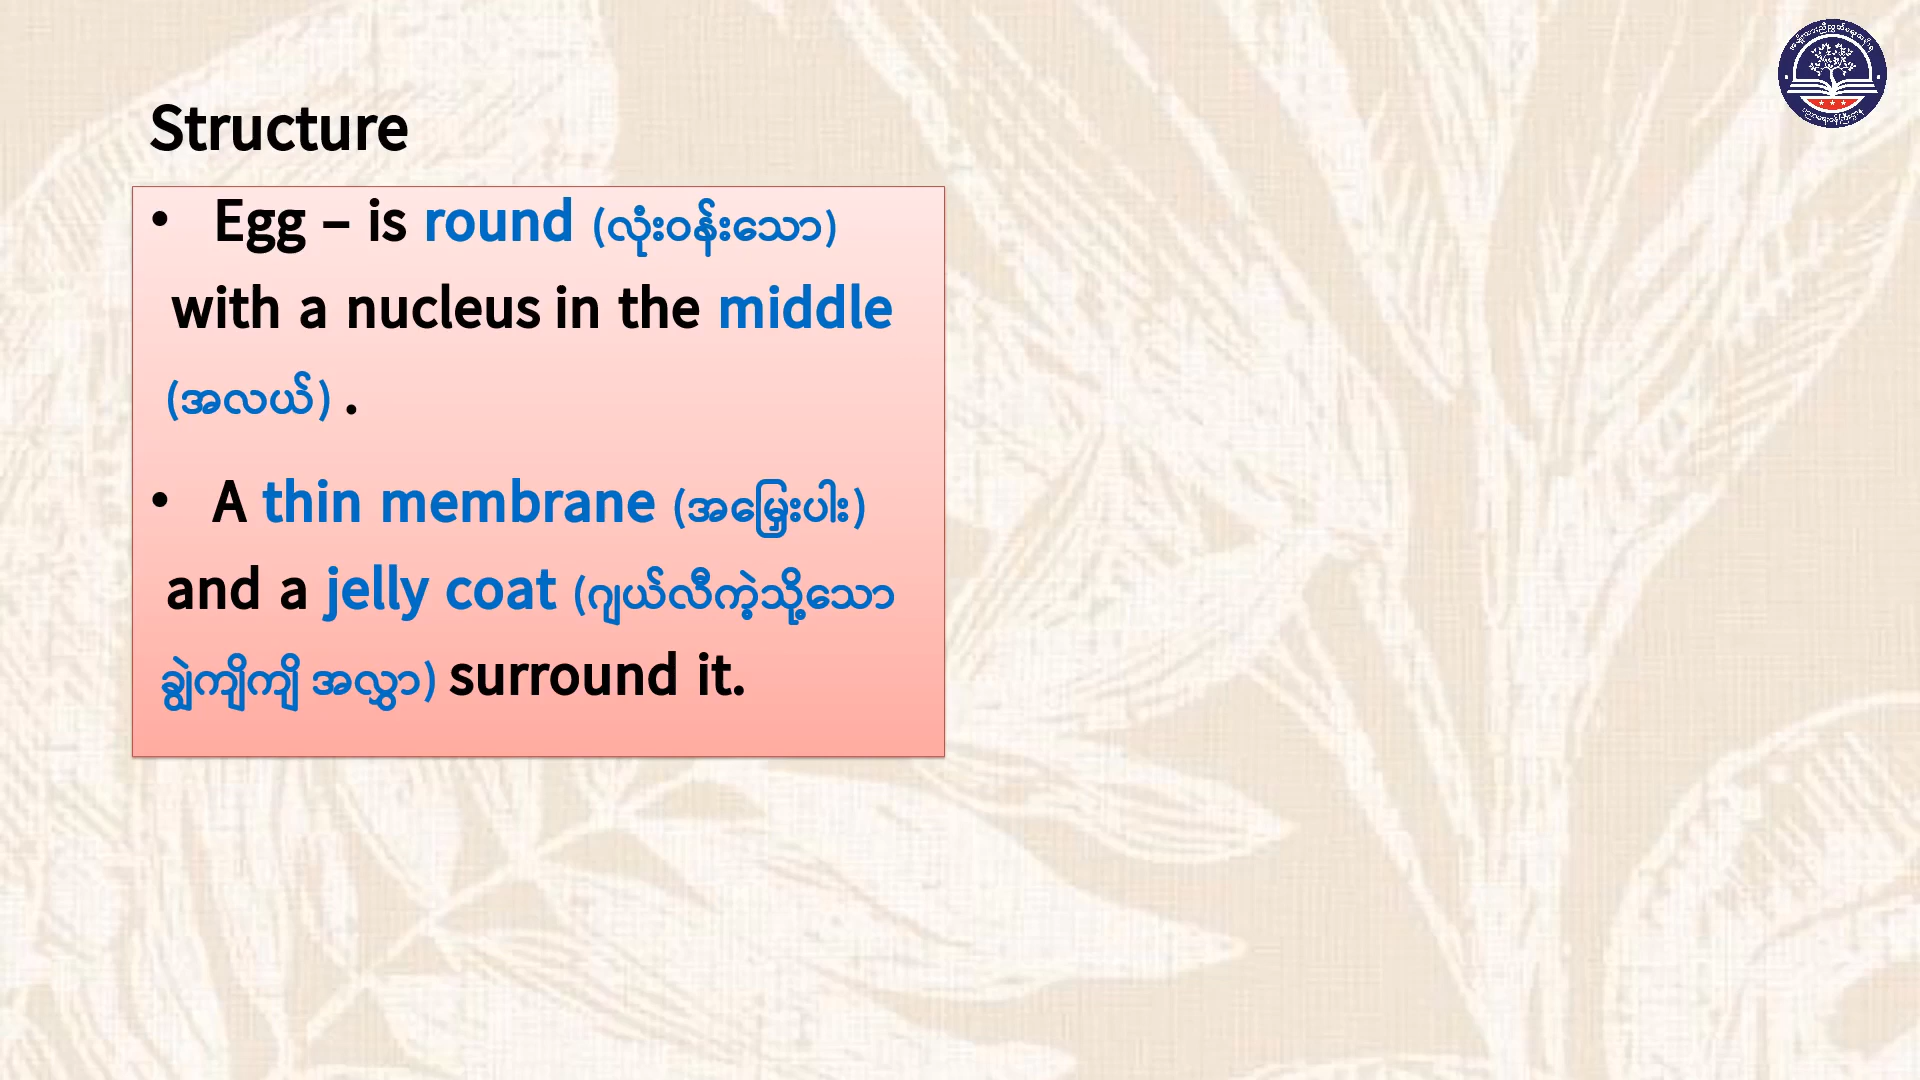 Structure
• Egg – is round (လုံးဝန်းသော)
with a nucleus in the middle
(အလယ်) .
• A thin membrane (အမြှေးပါး)
and a jelly coat (ဂျယ်လီကဲ့သို့သော
ချွဲကျိကျိ အလွှာ) surround it.